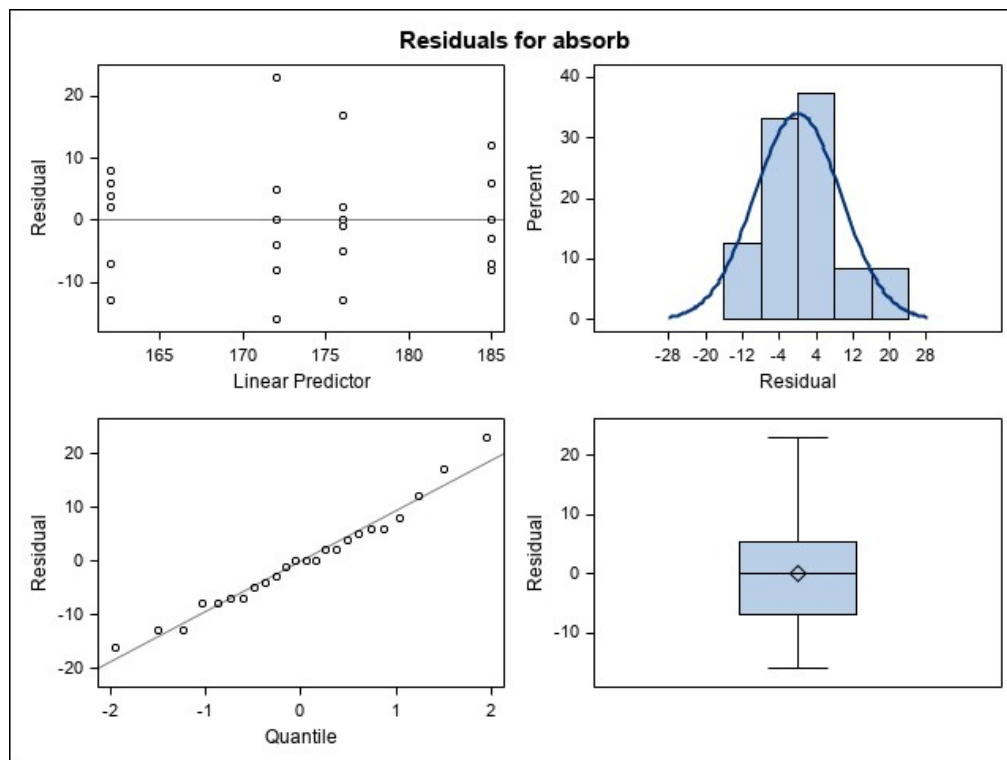 Residuals for absorb
20
10
0
-10
Residual
165 170 175 180 185
Linear Predictor
40
30
20
10
0
Percent
-28 -20 -12 -4 4 12 20 28
Residual
20
10
0
-10
-20
Residual
-2 -1 0 1 2
Quantile
20
10
0
-10
Residual